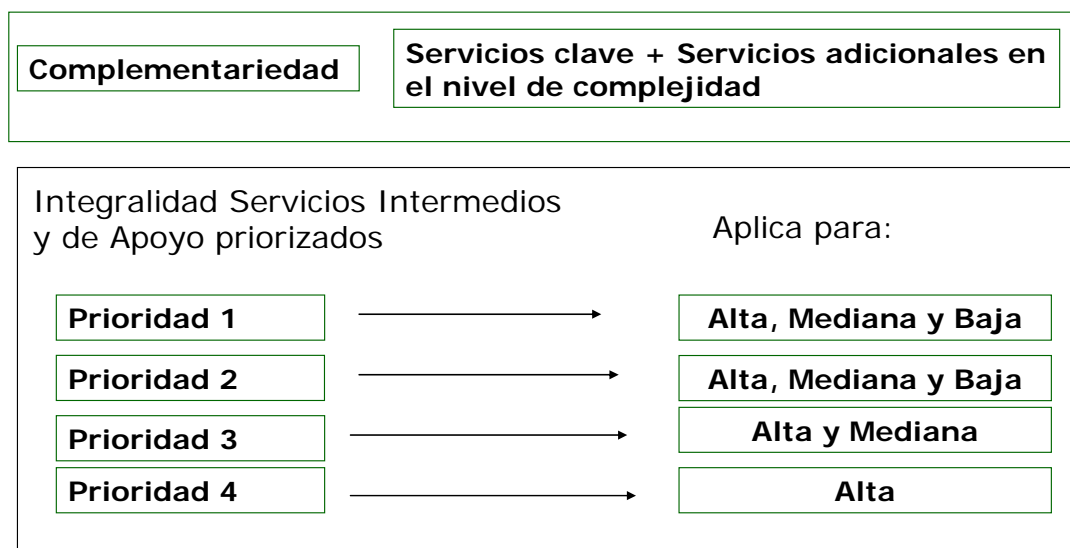 Complementariedad
Servicios clave + Servicios adicionales en
el nivel de complejidad
Integralidad Servicios Intermedios
y de Apoyo priorizados
Aplica para:
Prioridad 1
Alta, Mediana y Baja
Prioridad 2
Alta, Mediana y Baja
Prioridad 3
Alta y Mediana
Prioridad 4
Alta